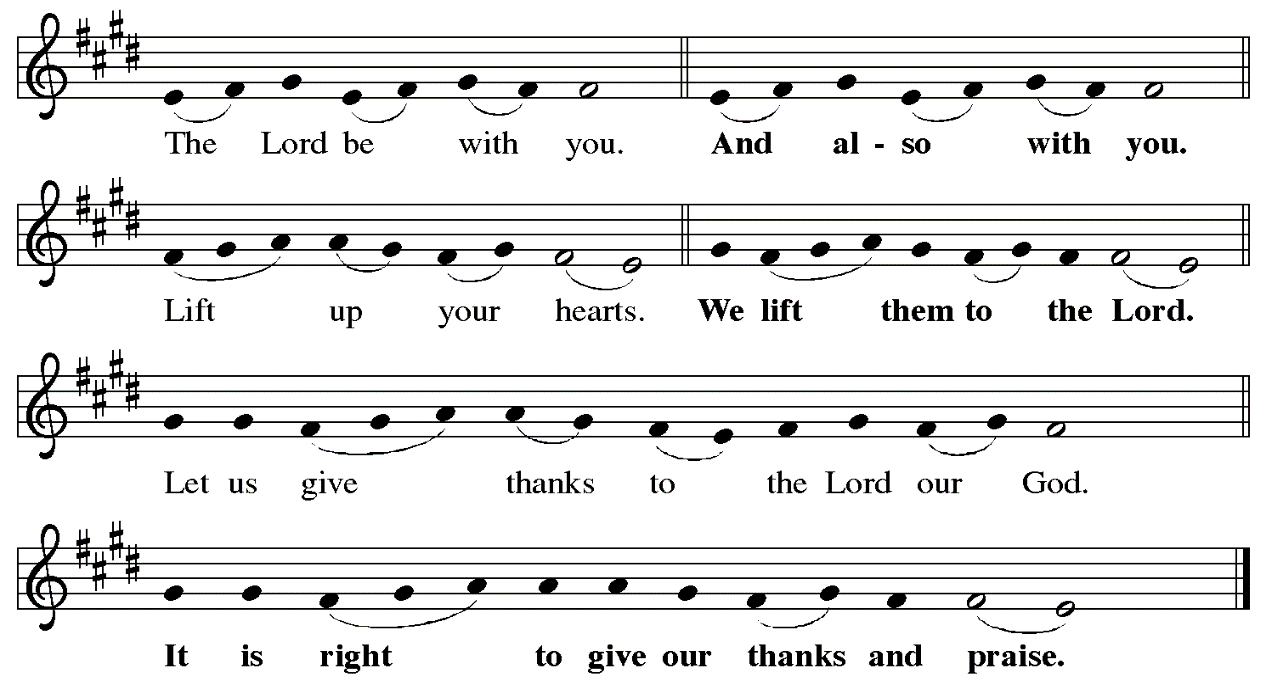 The Lord be with you. And al - so with you.
Lift up your hearts. We lift them to the Lord.
Let us give thanks to the Lord our God.
It is right to give our thanks and praise.